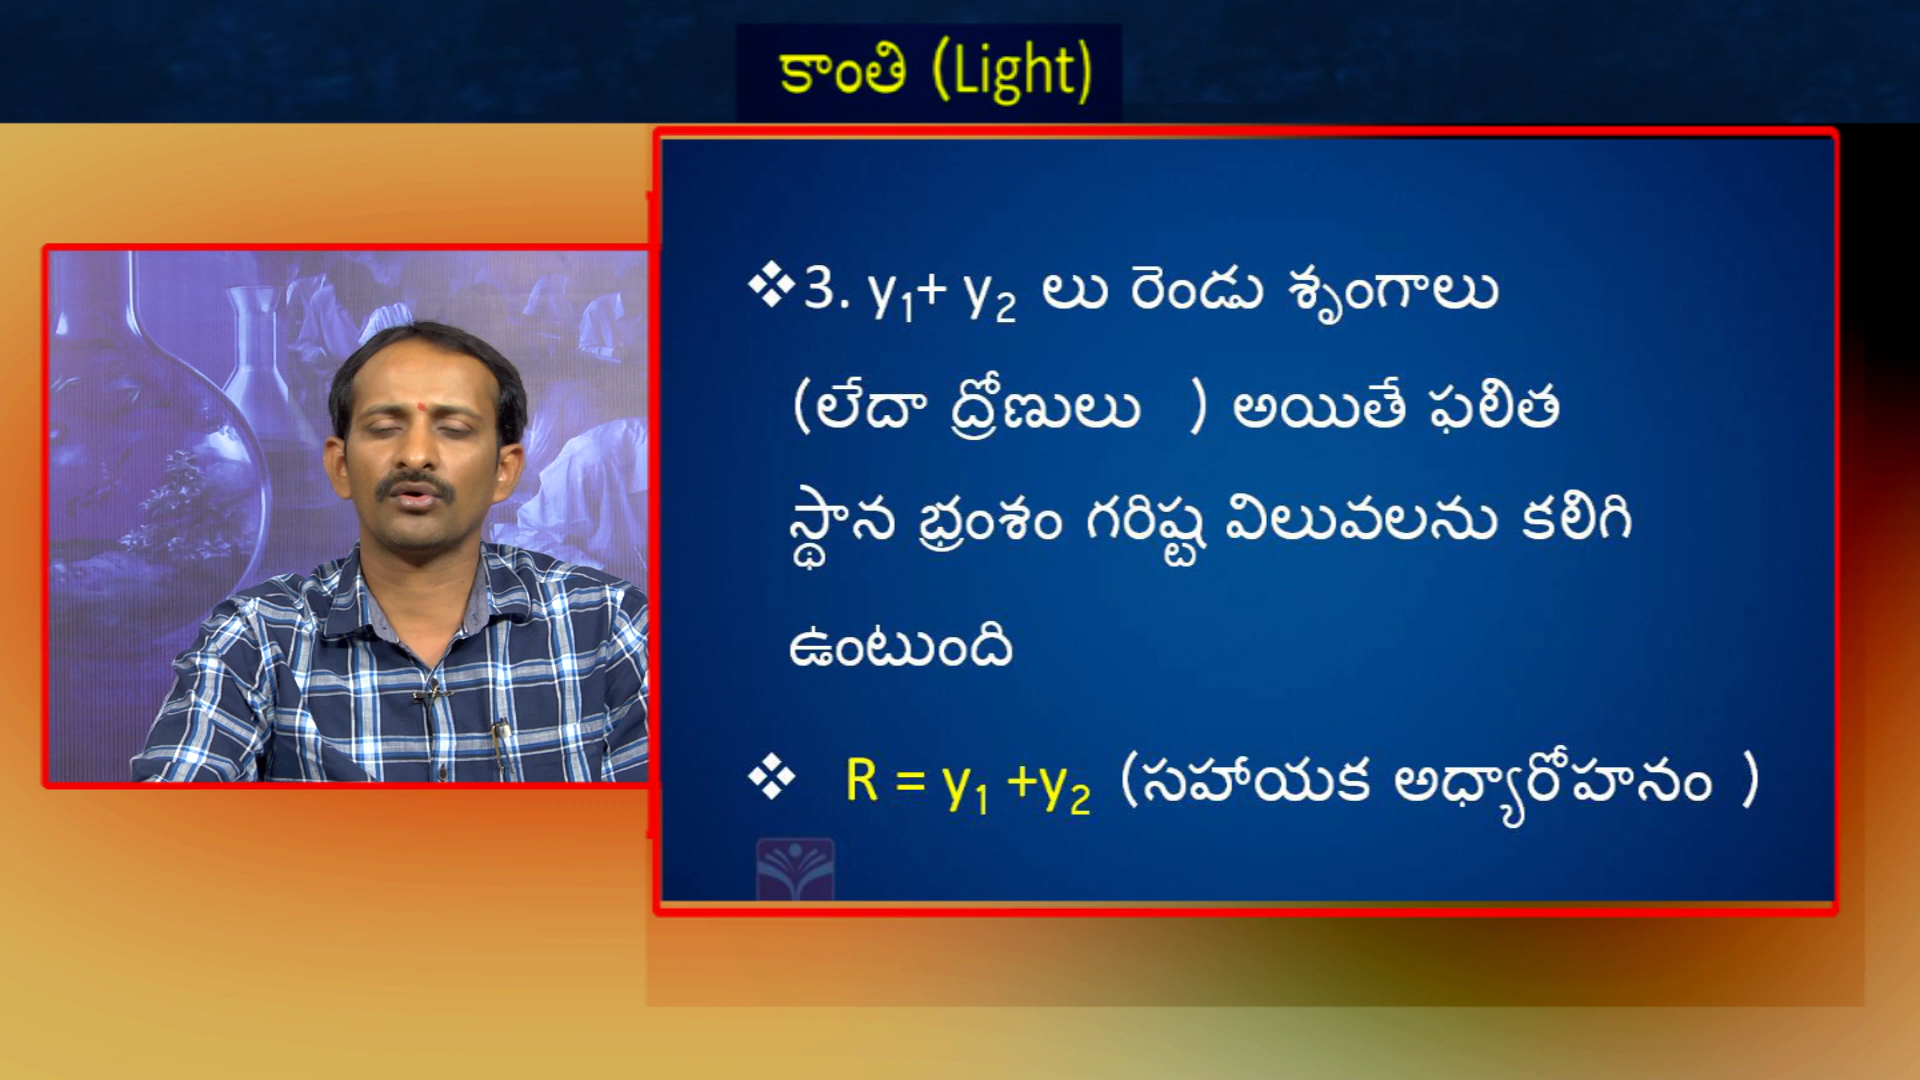 కాంతి (Light)
❖3. y₁+ y₂ లు రెండు శృంగాలు
(లేదా ద్రోణులు ) అయితే ఫలిత
స్థాన భ్రంశం గరిష్ట విలువలను కలిగి
ఉంటుంది
❖ R = y₁ +y₂ (సహాయక అధ్యారోహనం )